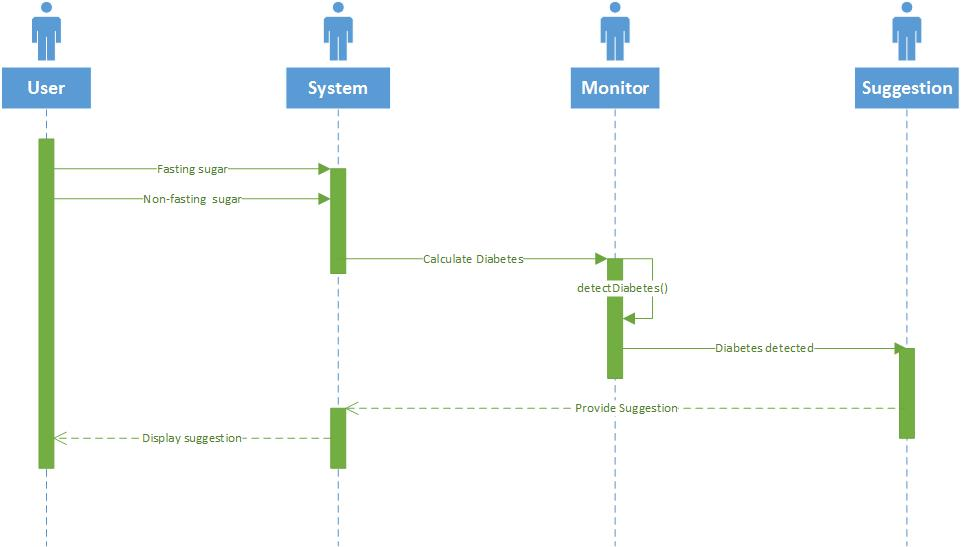 User
System
Monitor
Suggestion
Fasting sugar
Non-fasting  sugar
Calculate Diabetes
detectDiabetes()
Diabetes detected
Provide Suggestion
Display suggestion